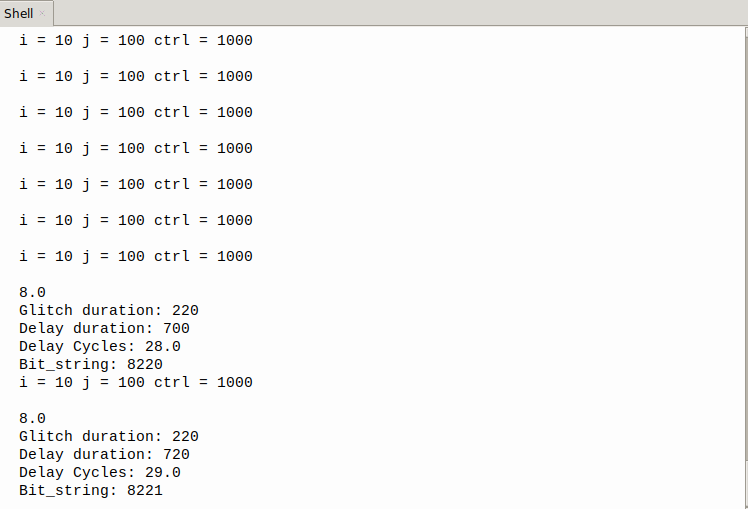 Shell
i = 10 j = 100 ctrl = 1000
i = 10 j = 100 ctrl = 1000
i = 10 j = 100 ctrl = 1000
i = 10 j = 100 ctrl = 1000
i = 10 j = 100 ctrl = 1000
i = 10 j = 100 ctrl = 1000
i = 10 j = 100 ctrl = 1000
8.0
Glitch duration: 220
Delay duration: 700
Delay Cycles: 28.0
Bit_string: 8220
i = 10 j = 100 ctrl = 1000
8.0
Glitch duration: 220
Delay duration: 720
Delay Cycles: 29.0
Bit_string: 8221